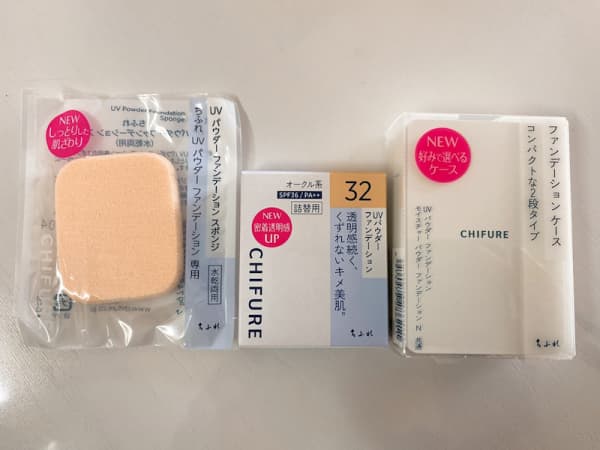 UV Powder Foundation
Sponge
NEW
しっとりした
肌ざわり
UV パウダー ファンデーション スポンジ
ちふれ UV パウダー ファンデーション 専用
水乾両用
オークル系
SPF36 / PA++
詰替用
32
NEW
密着透明感
UP
UV パウダー
ファンデーション
透明感続く、
くずれないキメ美肌。
CHIFURE
ちふれ
NEW
好みで選べる
ケース
ファンデーション ケース
コンパクトな2段タイプ
CHIFURE
UV パウダー ファンデーション
モイスチャー パウダー ファンデーション N 共通
ちふれ